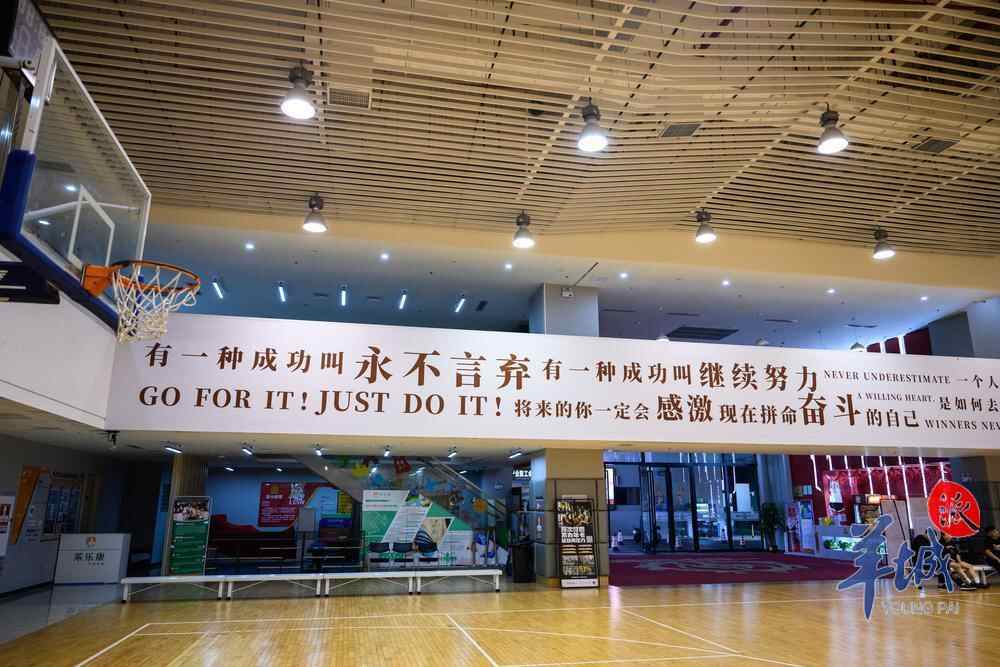 有一种成功叫永不言弃 有一种成功叫继续努力 NEVER UNDERESTIMATE 一个人
A WILLING HEART. 是如何去
GO FOR IT! JUST DO IT! 将来的你一定会感激现在拼命奋斗的自己 WINNERS NEV
羊城派
YOUNG PAI